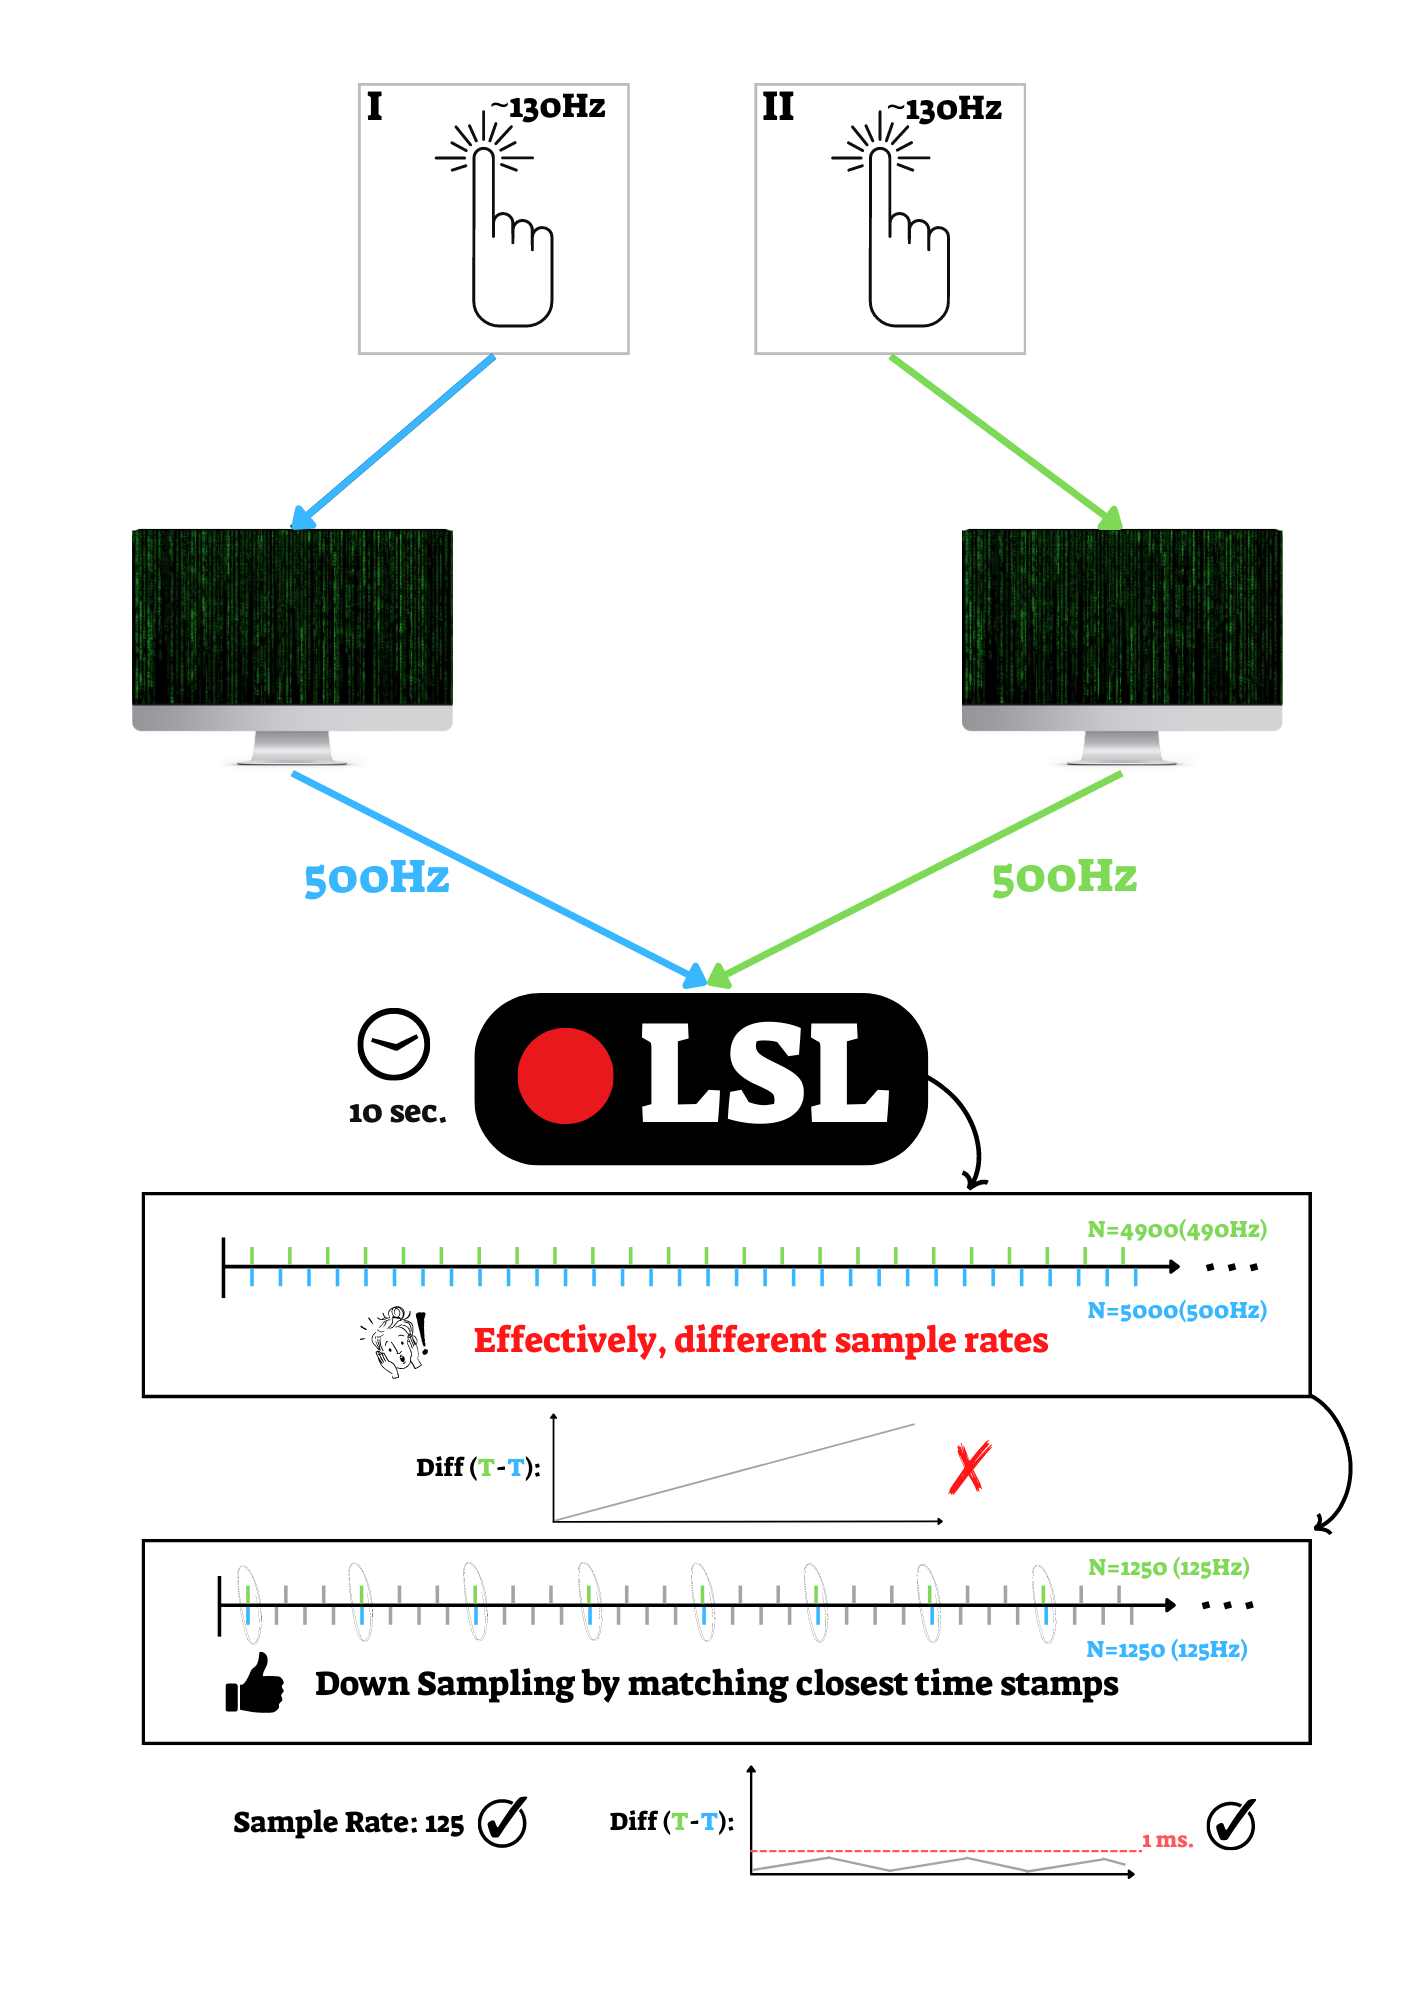 I
~130Hz
II
~130Hz
500Hz
500Hz
LSL
10 sec.
N=4900(490Hz)
N=5000(500Hz)
Effectively, different sample rates
Diff (T-T):
N=1250 (125Hz)
N=1250 (125Hz)
Down Sampling by matching closest time stamps
Sample Rate: 125
Diff (T-T):
1 ms.